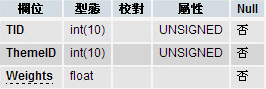 欄位 型態 校對 屬性 Null
TID int(10) UNSIGNED 否
ThemeID int(10) UNSIGNED 否
Weights float 否